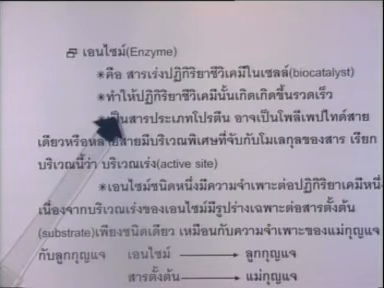 เอนไซม์(Enzyme)
*คือ สารเร่งปฏิกิริยาชีวเคมีในเซลล์(biocatalyst)
*ทำให้ปฏิกิริยาชีวเคมีนั้นเกิดเกิดขึ้นรวดเร็ว
เป็นสารประเภทโปรตีน อาจเป็นโพลีเพปไทด์สาย
เดียวหรือหลายสายมีบริเวณพิเศษที่จับกับโมเลกุลของสาร เรียก
บริเวณนี้ว่า บริเวณเร่ง(active site)
*เอนไซม์ชนิดหนึ่งมีความจำเพาะต่อปฏิกิริยาเคมีหนึ่ง
เนื่องจากบริเวณเร่งของเอนไซม์มีรูปร่างเฉพาะต่อสารตั้งต้น
(substrate)เพียงชนิดเดียว เหมือนกับความจำเพาะของแม่กุญแจ
กับลูกกุญแจ เอนไซม์ → ลูกกุญแจ
สารตั้งต้น → แม่กุญแจ